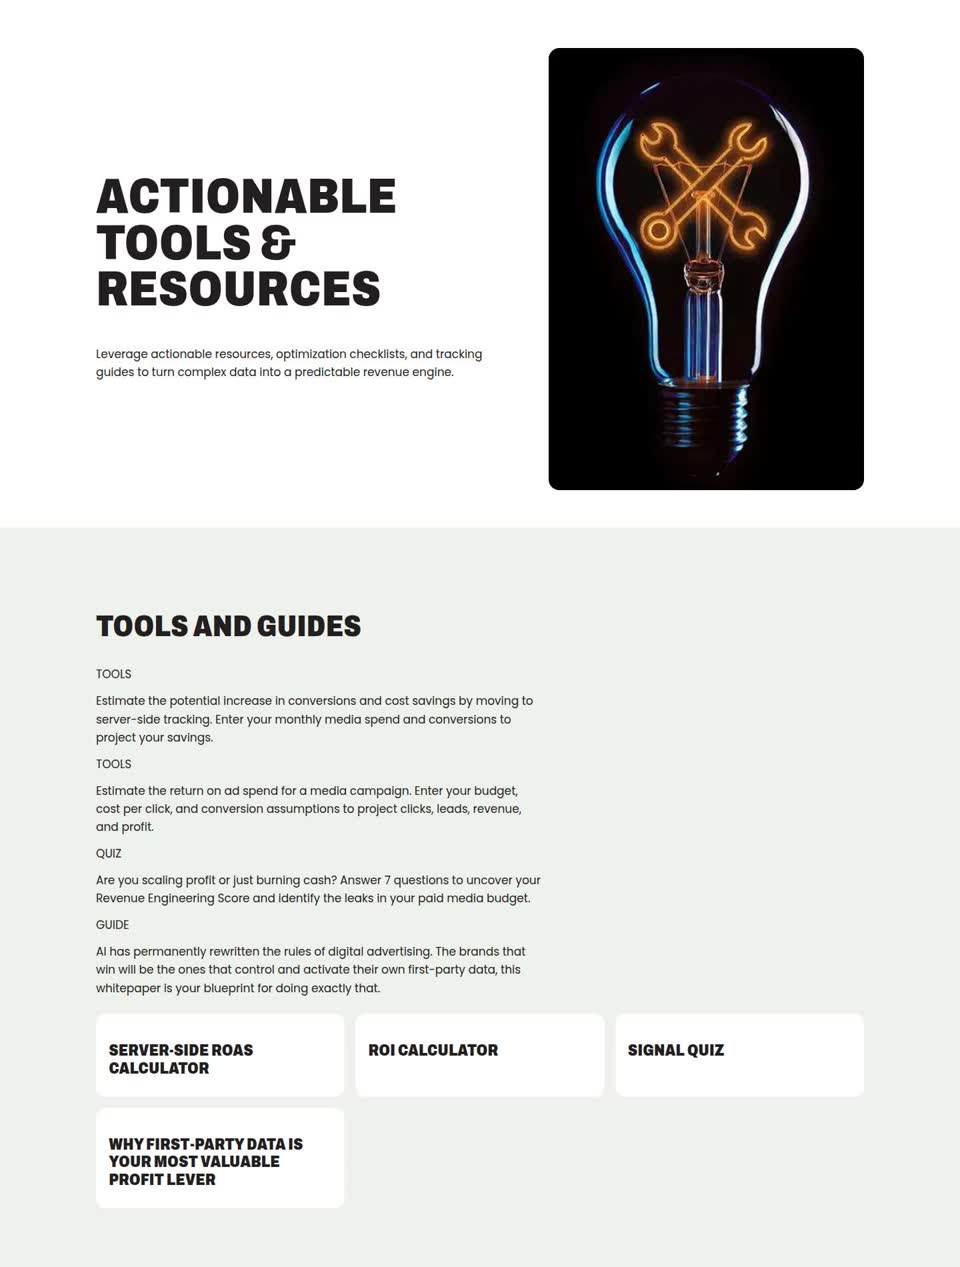 ACTIONABLE
TOOLS &
RESOURCES
Leverage actionable resources, optimization checklists, and tracking
guides to turn complex data into a predictable revenue engine.
TOOLS AND GUIDES
TOOLS
Estimate the potential increase in conversions and cost savings by moving to
server-side tracking. Enter your monthly media spend and conversions to
project your savings.
TOOLS
Estimate the return on ad spend for a media campaign. Enter your budget,
cost per click, and conversion assumptions to project clicks, leads, revenue,
and profit.
QUIZ
Are you scaling profit or just burning cash? Answer 7 questions to uncover your
Revenue Engineering Score and identify the leaks in your paid media budget.
GUIDE
AI has permanently rewritten the rules of digital advertising. The brands that
win will be the ones that control and activate their own first-party data, this
whitepaper is your blueprint for doing exactly that.
SERVER-SIDE ROAS
CALCULATOR
ROI CALCULATOR
SIGNAL QUIZ
WHY FIRST-PARTY DATA IS
YOUR MOST VALUABLE
PROFIT LEVER